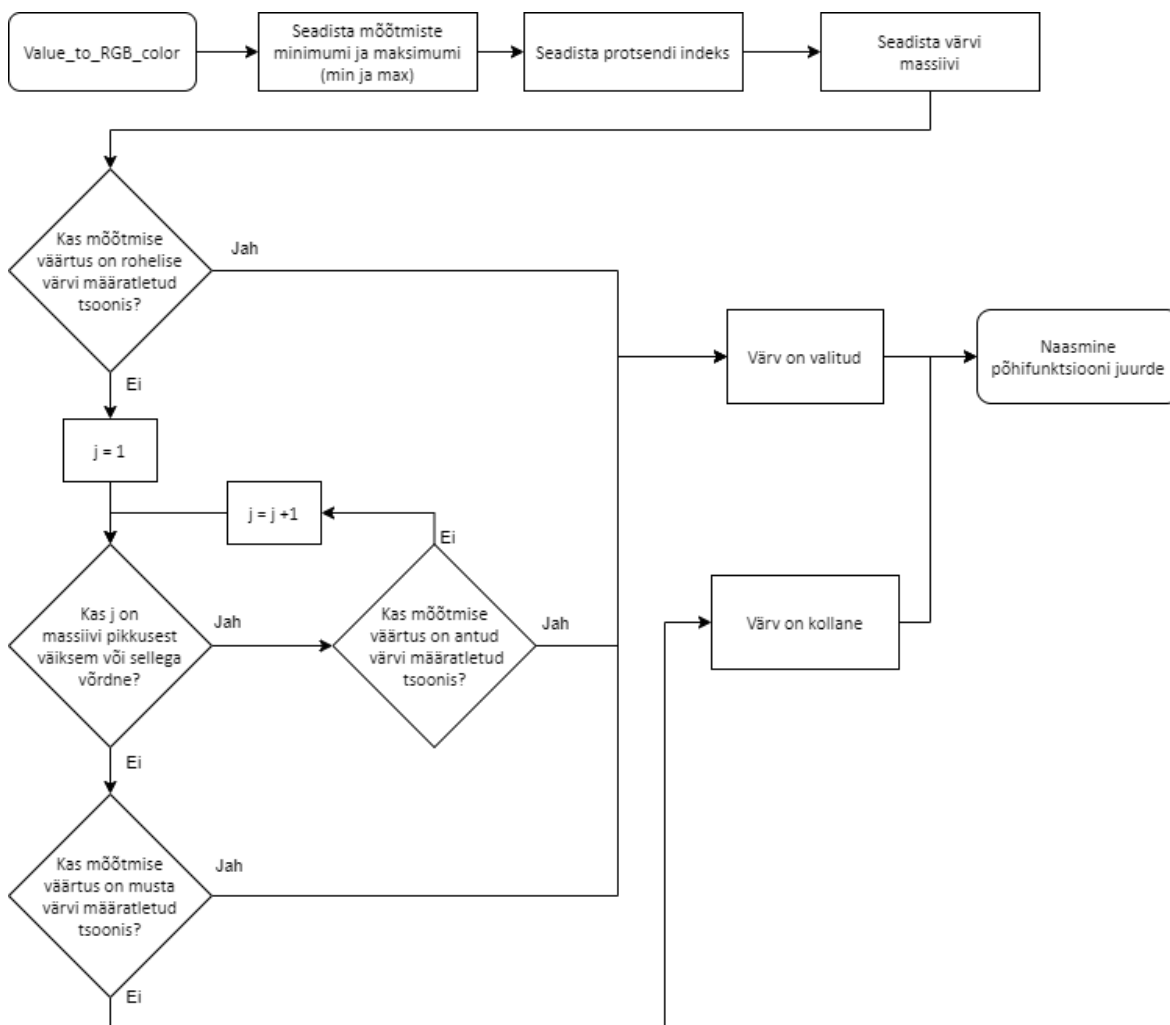 Value_to_RGB_color
Seadista mõõtmiste
minimumi ja maksimumi
(min ja max)
Seadista protsendi indeks
Seadista värvi
massiivi
Kas mõõtmise
väärtus on rohelise
värvi määratletud
tsoonis?
Jah
Ei
j = 1
j = j +1
Ei
Kas j on
massiivi pikkusest
väiksem või sellega
võrdne?
Jah
Kas mõõtmise
väärtus on antud
värvi määratletud
tsoonis?
Jah
Ei
Kas mõõtmise
väärtus on musta
värvi määratletud
tsoonis?
Jah
Ei
Värv on valitud
Naasmine
põhifunktsiooni juurde
Värv on kollane